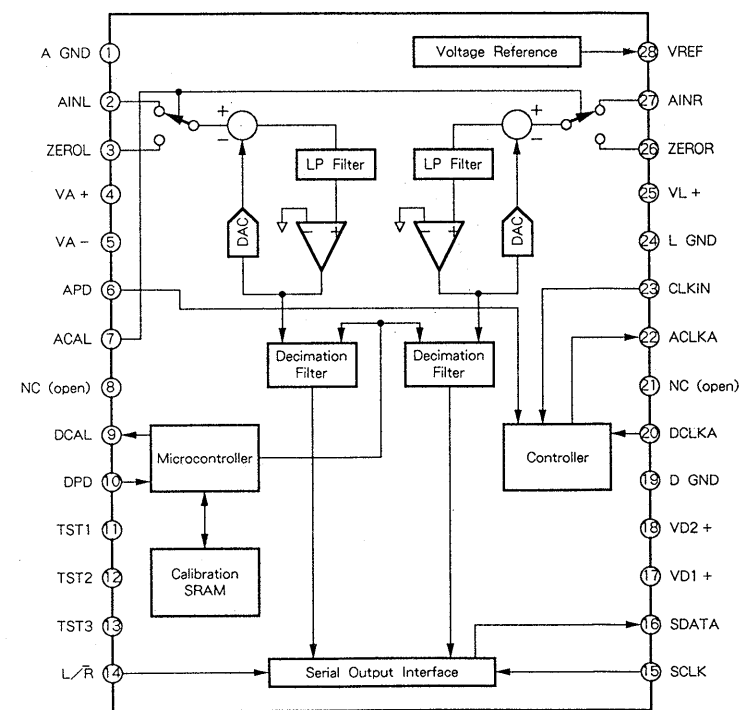 A GND 1
AINL 2
ZEROL 3
VA + 4
VA - 5
APD 6
ACAL 7
NC (open) 8
DCAL 9
DPD 10
TST1 11
TST2 12
TST3 13
L/R̅ 14
Voltage Reference
+
−
LP Filter
DAC
− +
Decimation
Filter
+
−
LP Filter
DAC
− +
Decimation
Filter
Microcontroller
Calibration
SRAM
Controller
Serial Output Interface
28 VREF
27 AINR
26 ZEROR
25 VL +
24 L GND
23 CLKIN
22 ACLKA
21 NC (open)
20 DCLKA
19 D GND
18 VD2 +
17 VD1 +
16 SDATA
15 SCLK